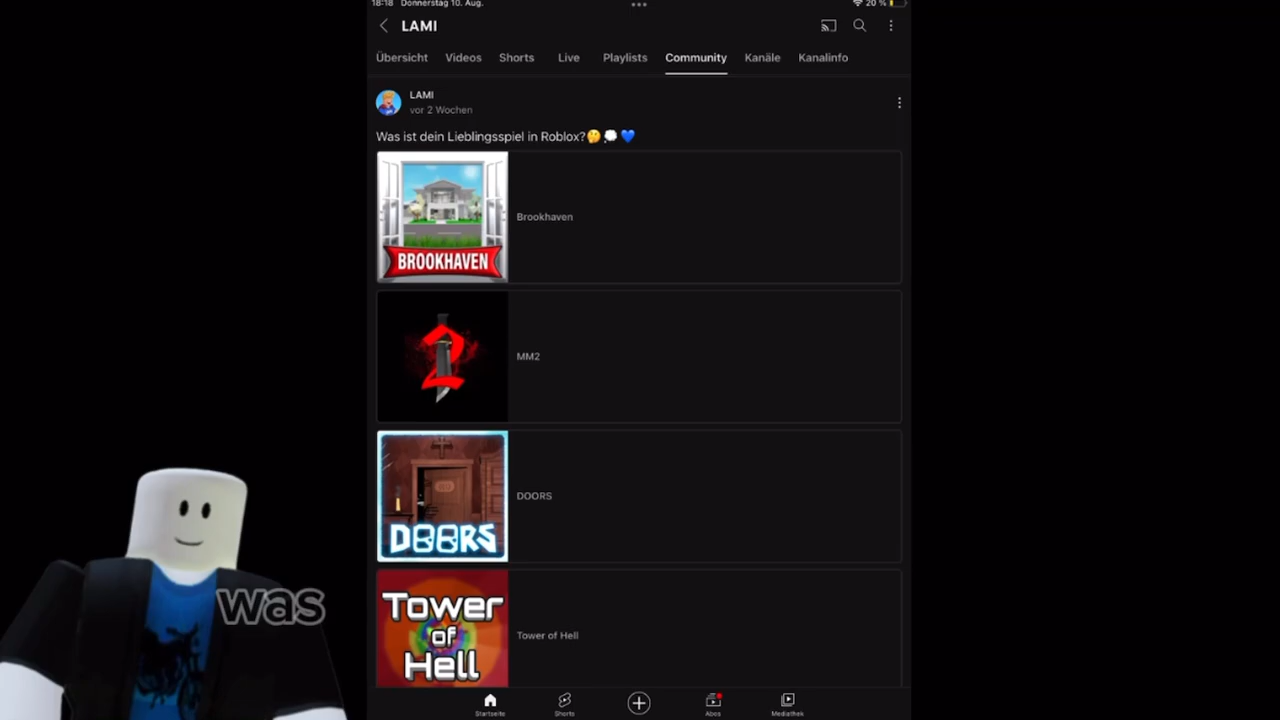 18:18 Donnerstag 10. Aug.
20 %
LAMI
Übersicht Videos Shorts Live Playlists Community Kanäle Kanalinfo
LAMI
vor 2 Wochen
Was ist dein Lieblingsspiel in Roblox?🤔💭💙
BROOKHAVEN
Brookhaven
2
MM2
DOORS
DOORS
Tower
of
Hell
Tower of Hell
was
Startseite Shorts Abos Mediathek